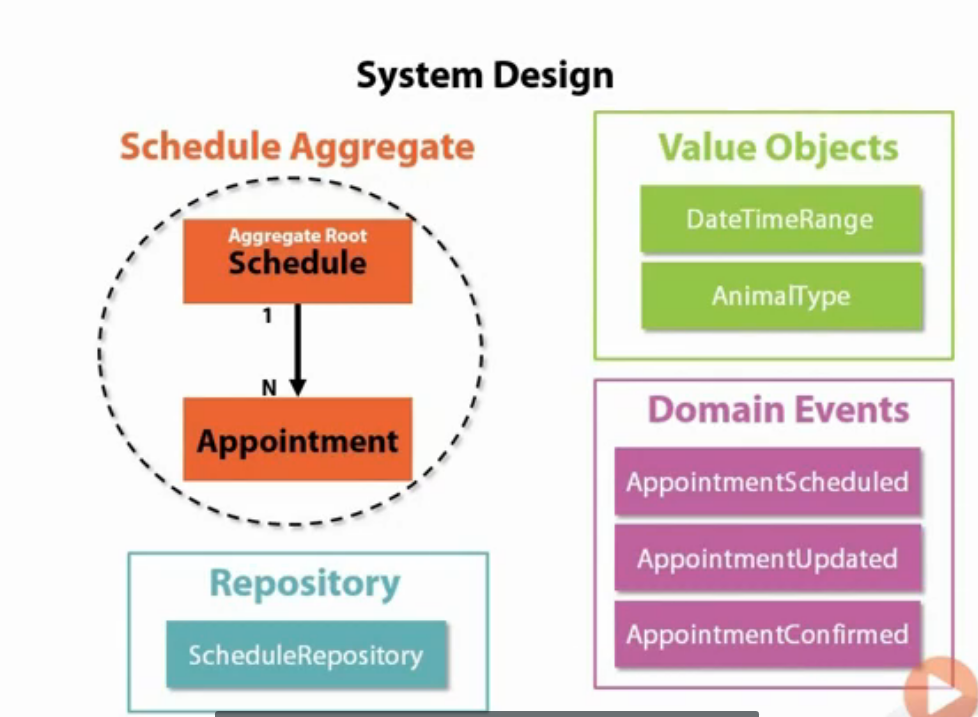 System Design
Schedule Aggregate
Aggregate Root
Schedule
1
N
Appointment
Repository
ScheduleRepository
Value Objects
DateTimeRange
AnimalType
Domain Events
AppointmentScheduled
AppointmentUpdated
AppointmentConfirmed